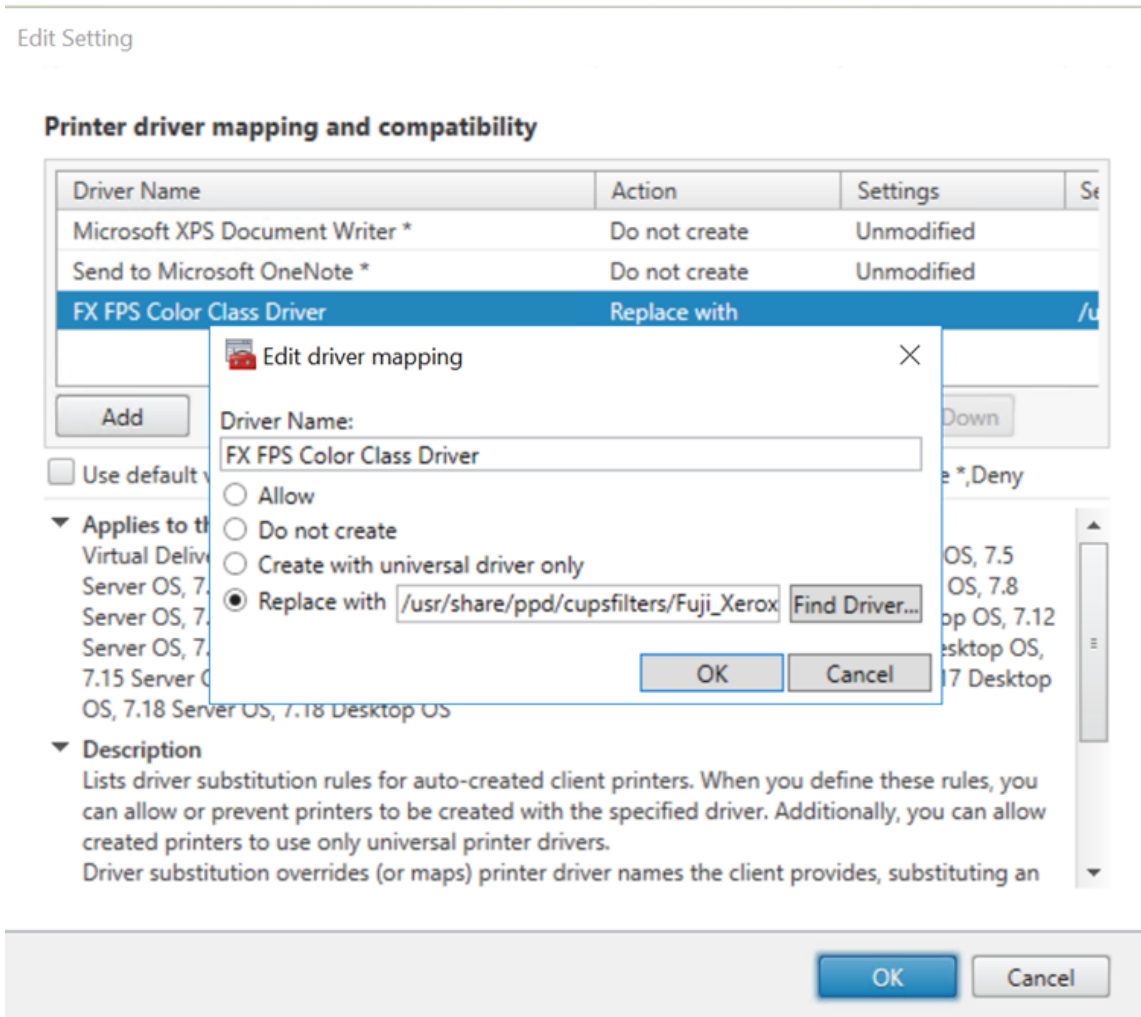 Edit Setting
Printer driver mapping and compatibility
Driver Name Action Settings
Microsoft XPS Document Writer * Do not create Unmodified
Send to Microsoft OneNote * Do not create Unmodified
FX FPS Color Class Driver Replace with /u
Edit driver mapping
Driver Name:
FX FPS Color Class Driver
Allow
Do not create
Create with universal driver only
Replace with /usr/share/ppd/cupsfilters/Fuji_Xerox Find Driver...
OK Cancel
Add Down
Use default *,Deny
Applies to
Virtual OS, 7.5
Server OS, 7. OS, 7.8
Server OS, 7. OS, 7.12
Server OS, 7. OS,
7.15 Server Desktop
OS, 7.18 Server OS, 7.18 Desktop OS
Description
Lists driver substitution rules for auto-created client printers. When you define these rules, you
can allow or prevent printers to be created with the specified driver. Additionally, you can allow
created printers to use only universal printer drivers.
Driver substitution overrides (or maps) printer driver names the client provides, substituting an
OK Cancel